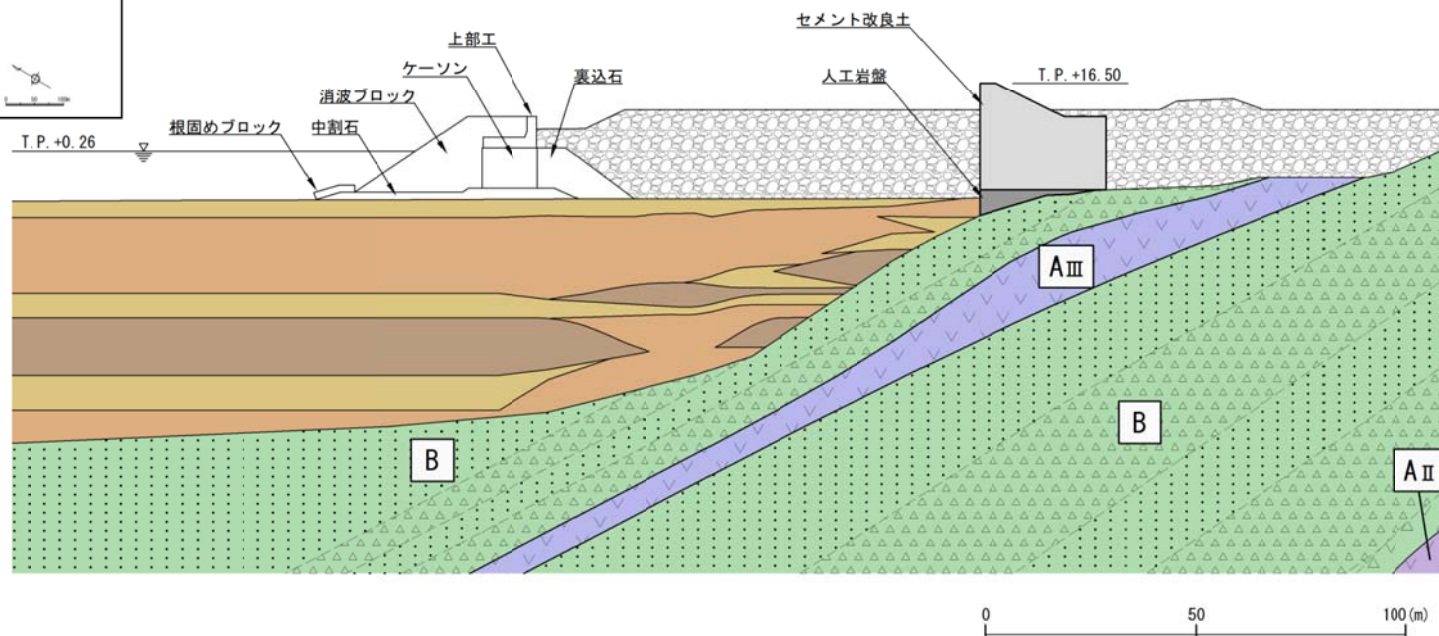 セメント改良土
上部工
T.P.+16.50
ケーソン
裏込石
人工岩盤
消波ブロック
根固めブロック
中割石
T.P.+0.26
AⅢ
B
B
AⅡ
0 50 100(m)